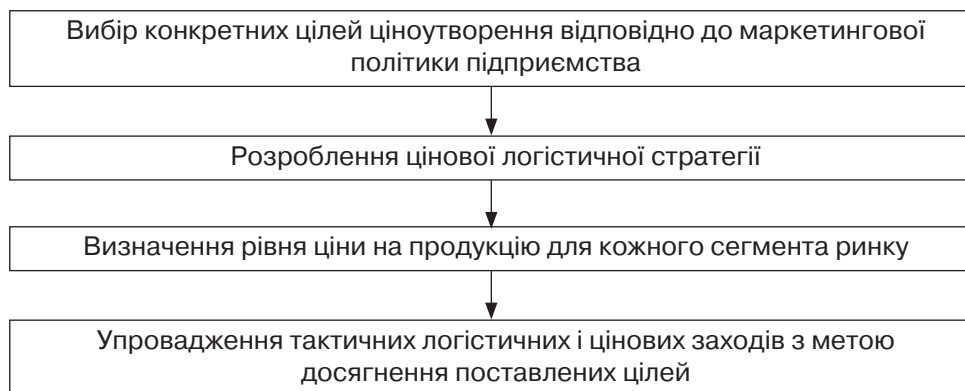 Вибір конкретних цілей ціноутворення відповідно до маркетингової
політики підприємства
Розроблення цінової логістичної стратегії
Визначення рівня ціни на продукцію для кожного сегмента ринку
Упровадження тактичних логістичних і цінових заходів з метою
досягнення поставлених цілей